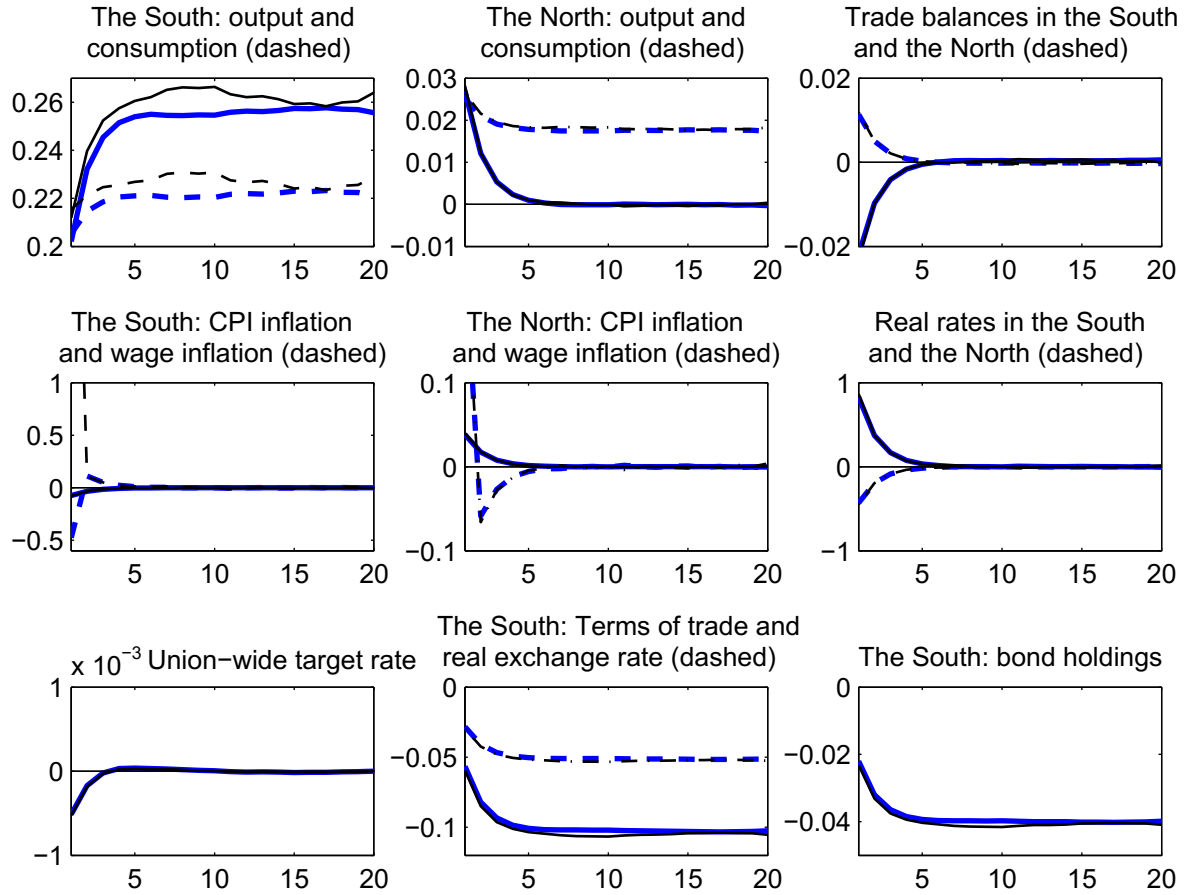 The South: output and
consumption (dashed)
0.26
0.24
0.22
0.2
5 10 15 20
The North: output and
consumption (dashed)
0.03
0.02
0.01
0
−0.01
5 10 15 20
Trade balances in the South
and the North (dashed)
0.02
0
−0.02
5 10 15 20
The South: CPI inflation
and wage inflation (dashed)
1
0.5
0
−0.5
5 10 15 20
The North: CPI inflation
and wage inflation (dashed)
0.1
0
−0.1
5 10 15 20
Real rates in the South
and the North (dashed)
1
0
−1
5 10 15 20
x 10−3 Union−wide target rate
1
0
−1
5 10 15 20
The South: Terms of trade and
real exchange rate (dashed)
0
−0.05
−0.1
5 10 15 20
The South: bond holdings
0
−0.02
−0.04
5 10 15 20